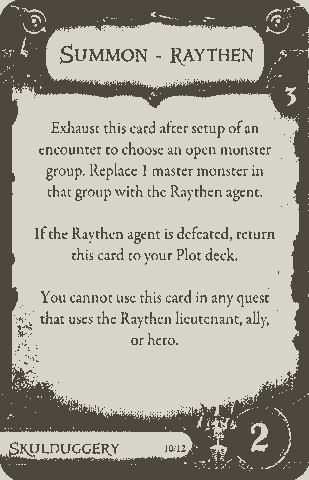 SUMMON - RAYTHEN
3
Exhaust this card after setup of an
encounter to choose an open monster
group. Replace 1 master monster in
that group with the Raythen agent.
If the Raythen agent is defeated, return
this card to your Plot deck.
You cannot use this card in any quest
that uses the Raythen lieutenant, ally,
or hero.
SKULDUGGERY
10/12
2